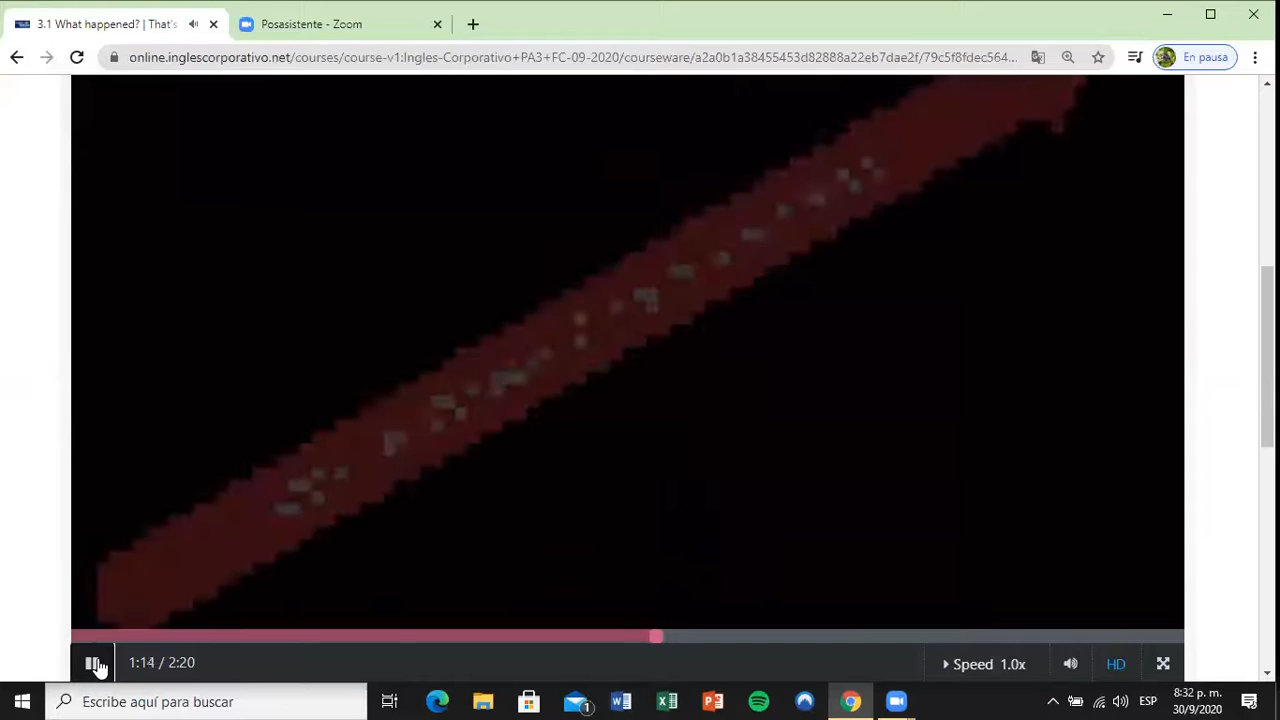 3.1 What happened? | That's
Posasistente - Zoom
online.inglescorporativo.net/courses/course-v1:Ingles-Corporativo+PA3+FC-09-2020/courseware/a2a0b1a38455453d82888a22eb7dae2f/79c5f8fdec564...
En pausa
1:14 / 2:20
Speed 1.0x
HD
Escribe aquí para buscar
1
ESP
8:32 p. m.
30/9/2020